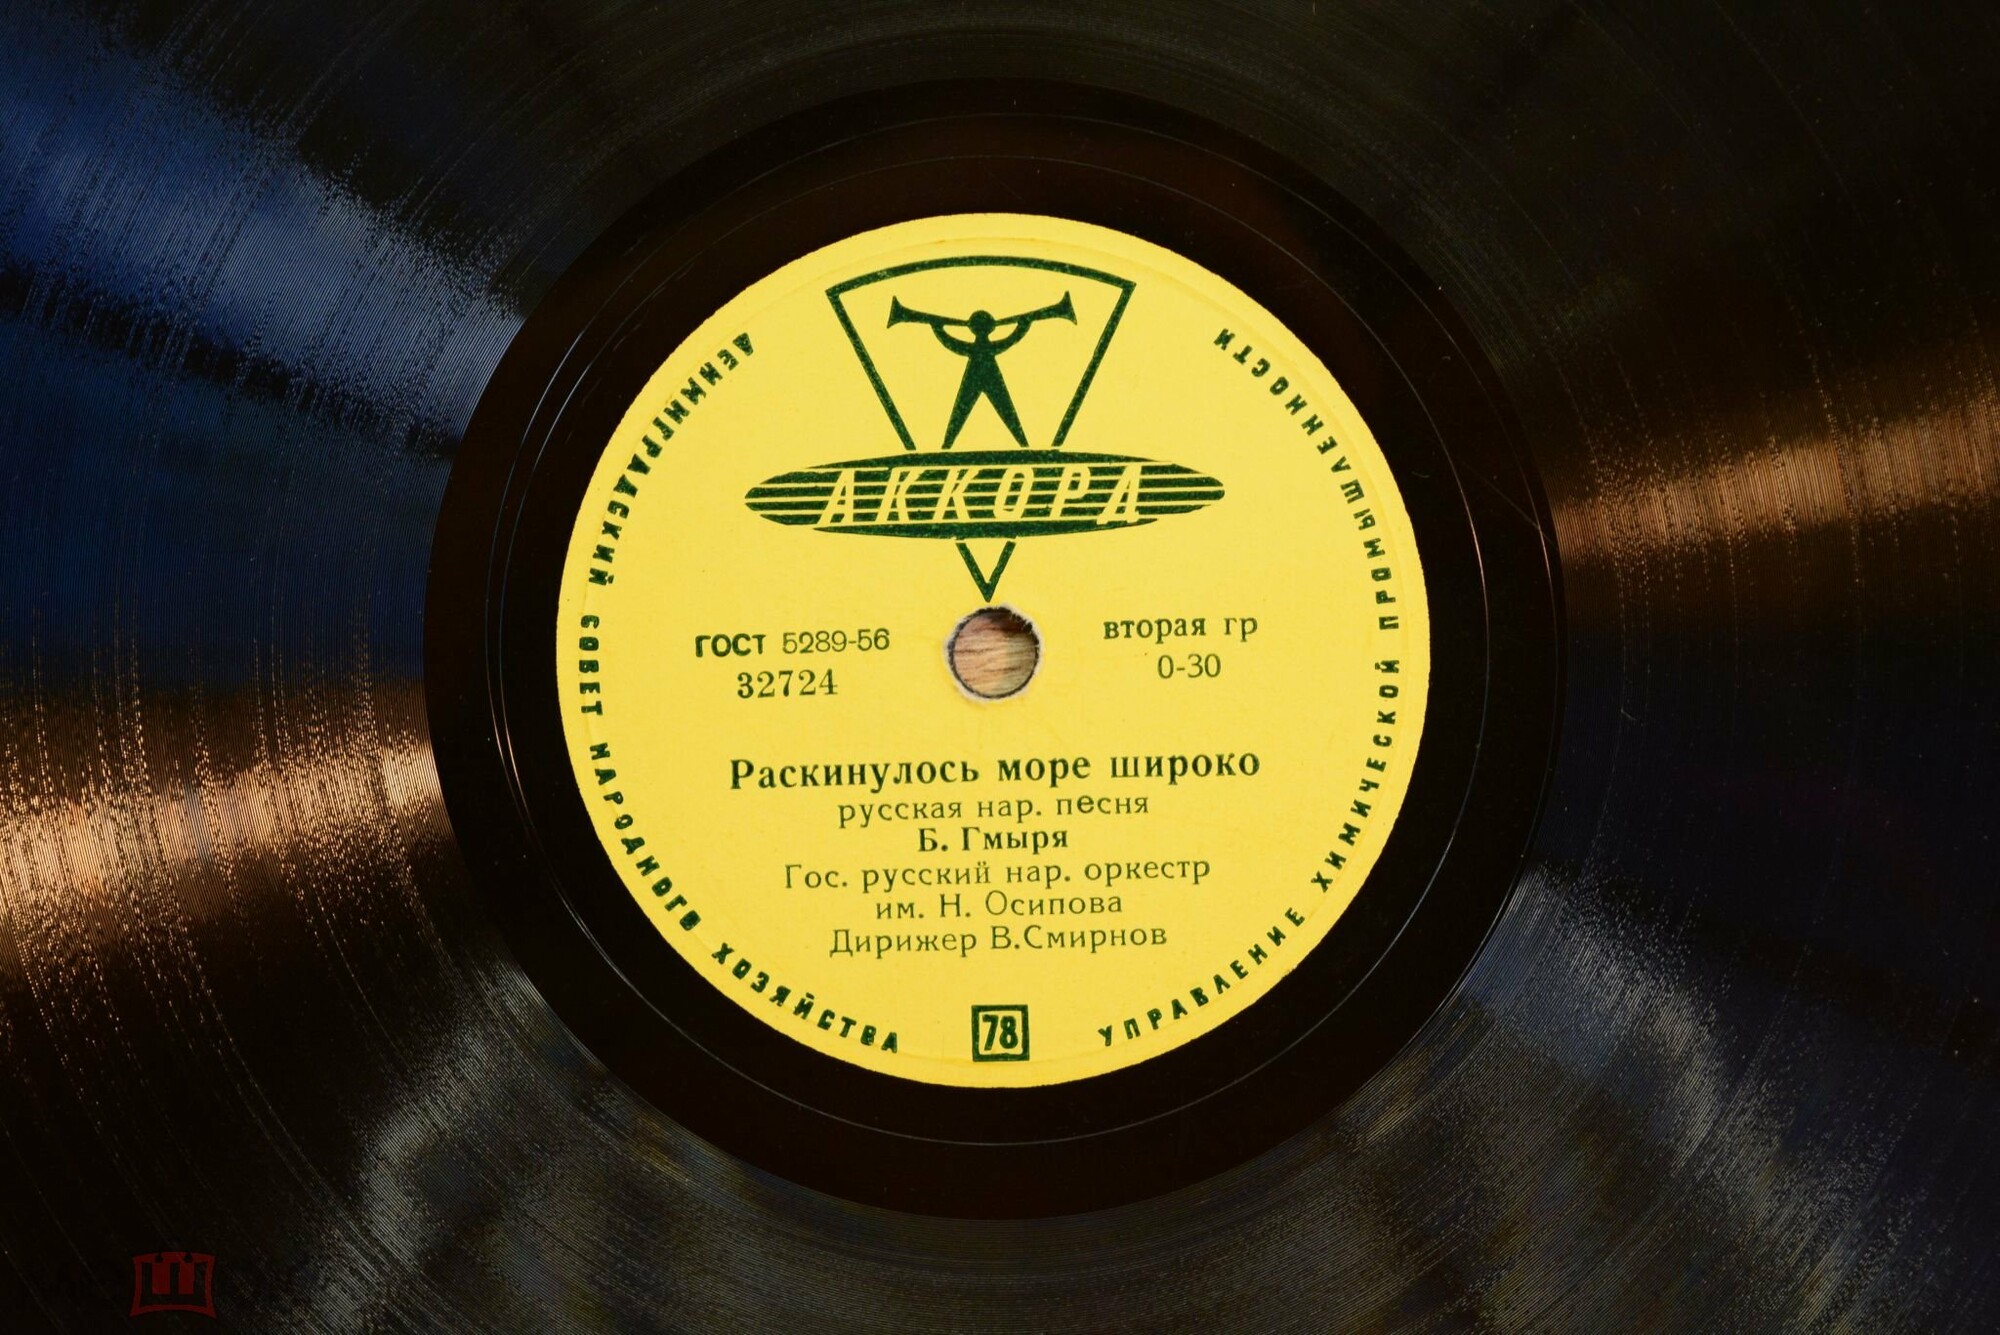 АККОРД
ЛЕНИНГРАДСКИЙ СОВЕТ НАРОДНОГО ХОЗЯЙСТВА
УПРАВЛЕНИЕ ХИМИЧЕСКОЙ ПРОМЫШЛЕННОСТИ
ГОСТ 5289-56
32724
вторая гр
0-30
Раскинулось море широко
русская нар. песня
Б. Гмыря
Гос. русский нар. оркестр
им. Н. Осипова
Дирижер В.Смирнов
78